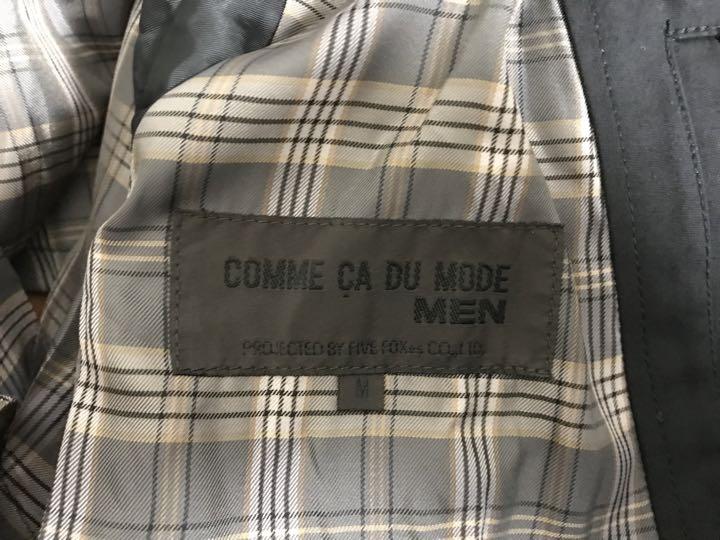 COMME ÇA DU MODE
MEN
PROJECTED BY FIVE FOXes CO.,LTD.
M